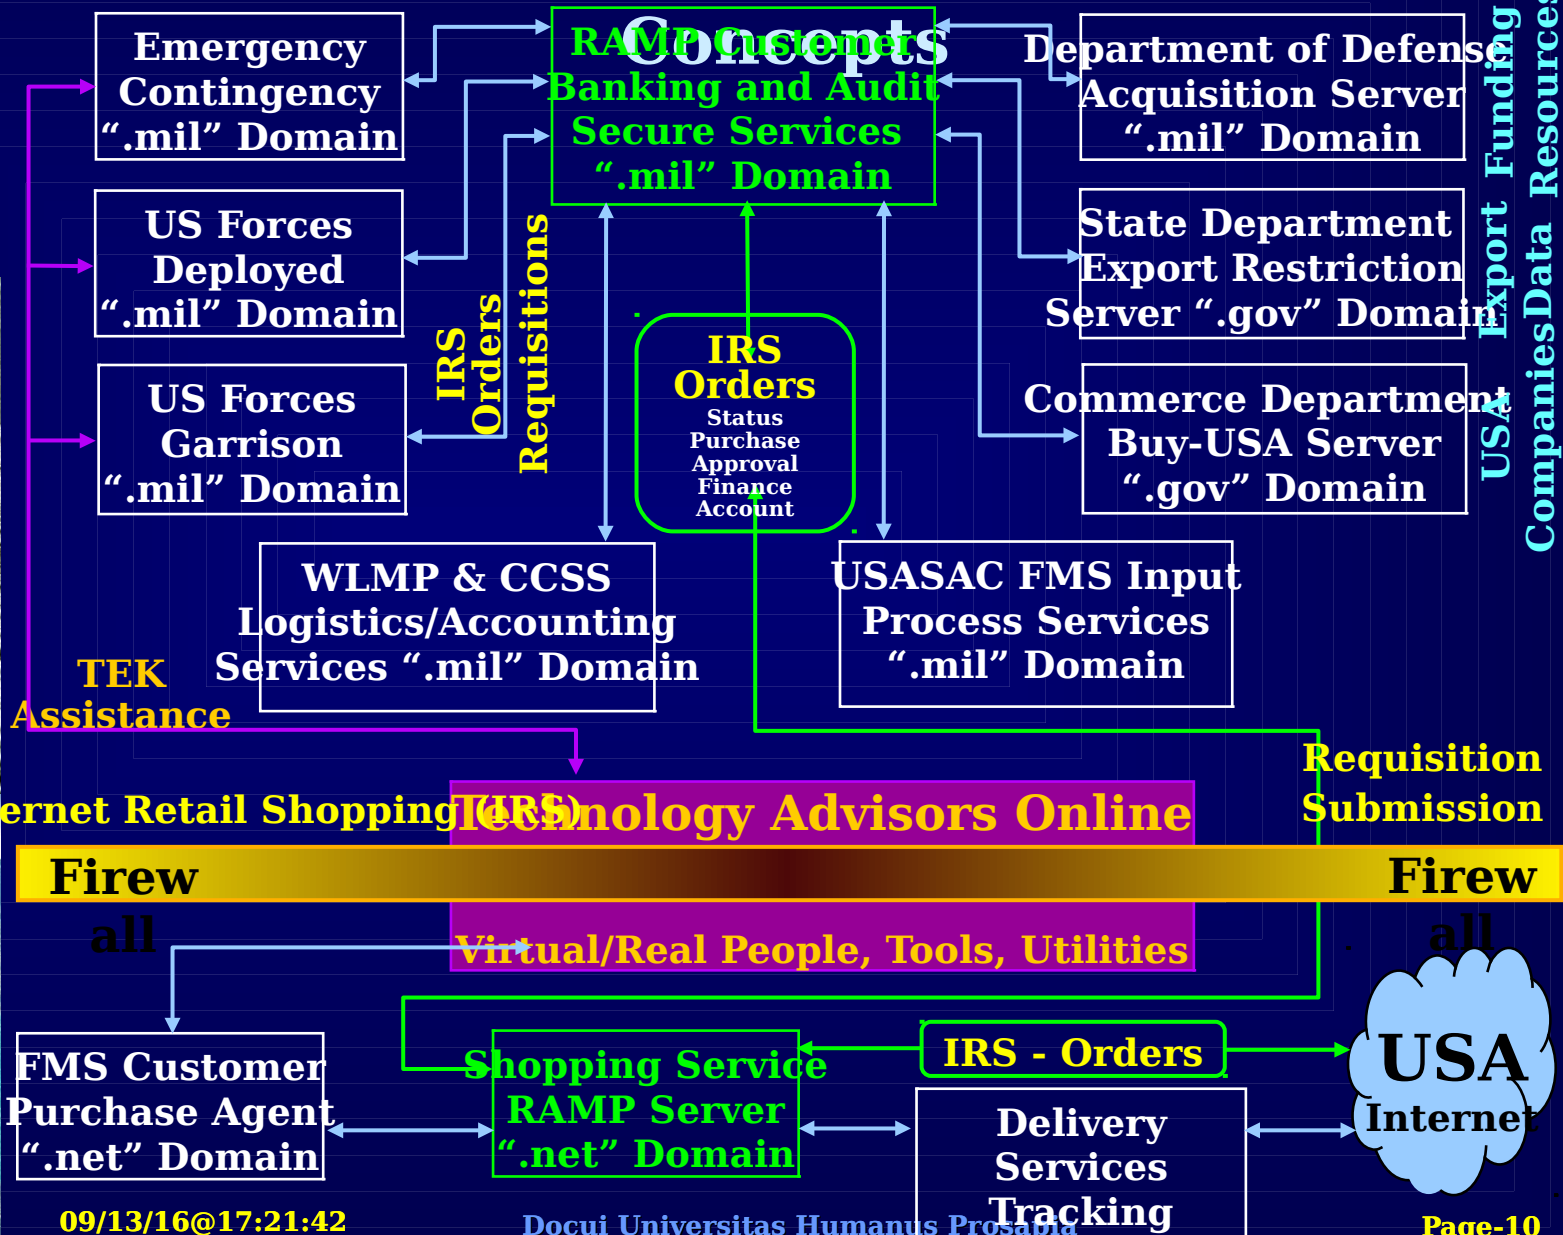 Concepts
Emergency
Contingency
“.mil” Domain
RAMP Customer
Banking and Audit
Secure Services
“.mil” Domain
Department of Defense
Acquisition Server
“.mil” Domain
US Forces
Deployed
“.mil” Domain
State Department
Export Restriction
Server “.gov” Domain
US Forces
Garrison
“.mil” Domain
IRS
Orders
Requisitions
IRS
Orders
Status
Purchase
Approval
Finance
Account
Commerce Department
Buy-USA Server
“.gov” Domain
USA Export Funding
Companies Data Resources
WLMP & CCSS
Logistics/Accounting
Services “.mil” Domain
USASAC FMS Input
Process Services
“.mil” Domain
TEK
Assistance
Requisition
Submission
ernet Retail Shopping (IRS)
Technology Advisors Online
Firew
all
Firew
all
Virtual/Real People, Tools, Utilities
FMS Customer
Purchase Agent
“.net” Domain
Shopping Service
RAMP Server
“.net” Domain
IRS - Orders
Delivery
Services
Tracking
USA
Internet
09/13/16@17:21:42
Docui Universitas Humanus Prosapia
Page-10